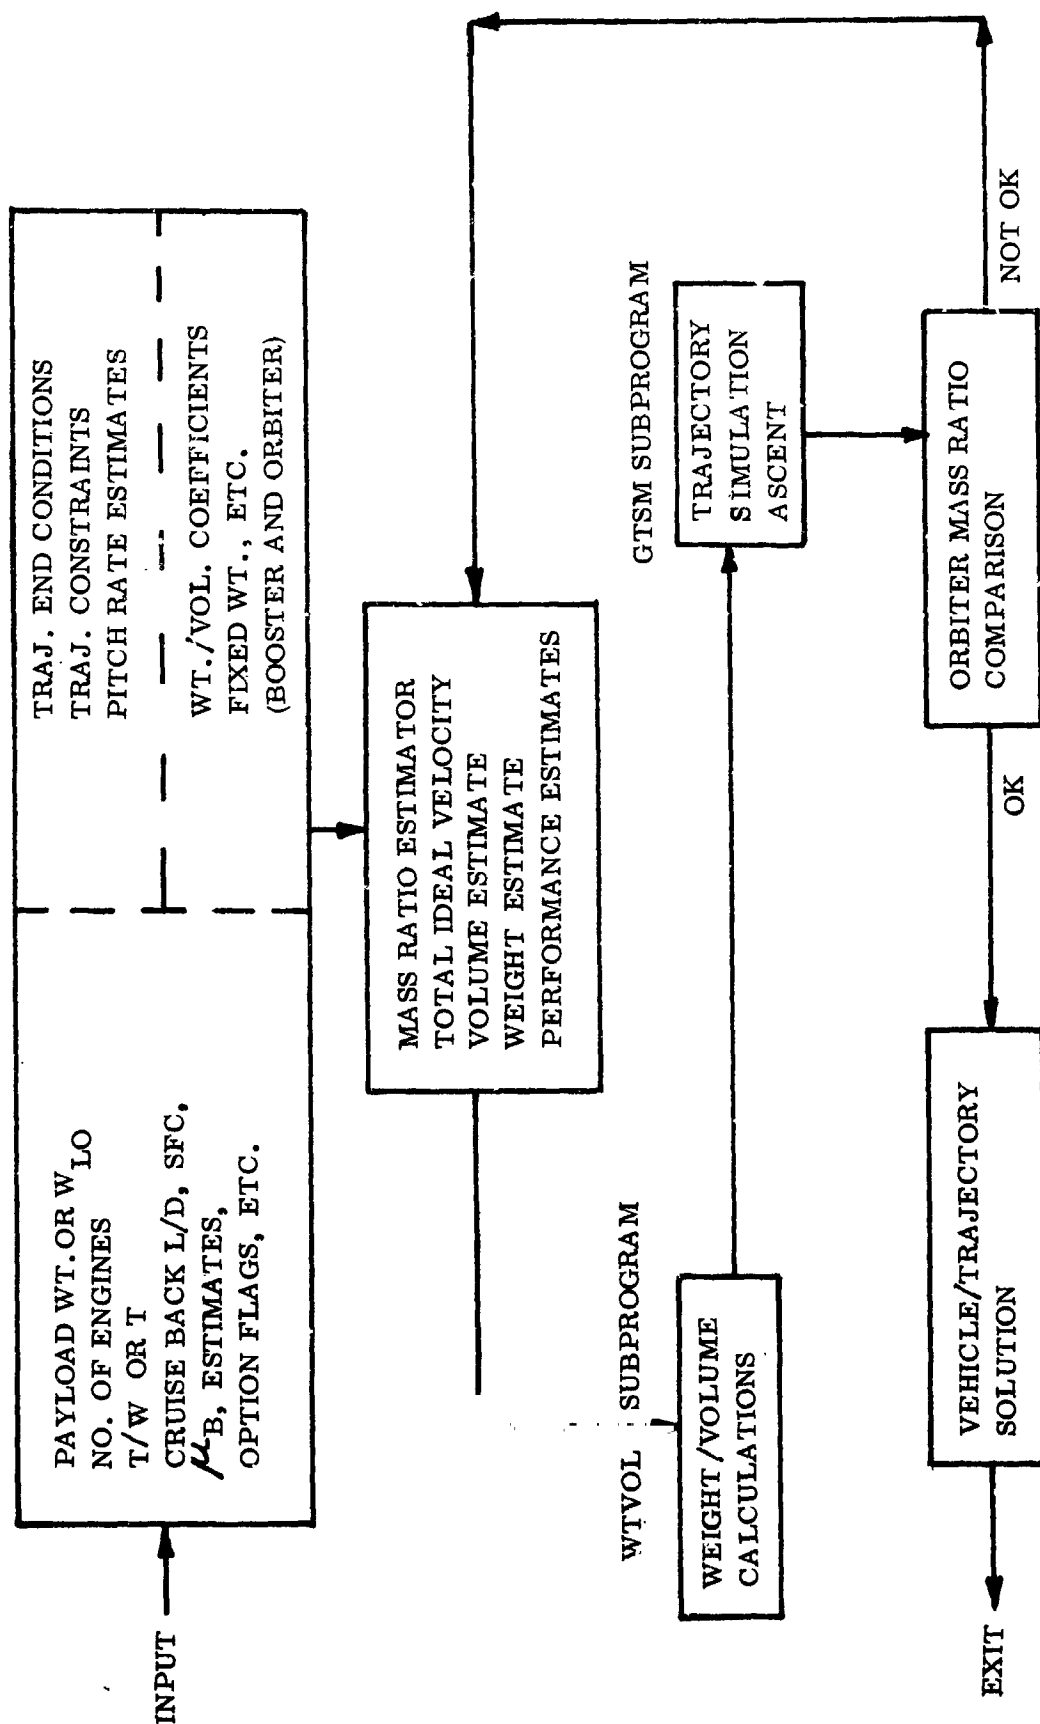 INPUT
PAYLOAD WT. OR W_LO
NO. OF ENGINES
T/W OR T
CRUISE BACK L/D, SFC,
μ_B, ESTIMATES,
OPTION FLAGS, ETC.
TRAJ. END CONDITIONS
TRAJ. CONSTRAINTS
PITCH RATE ESTIMATES
WT./VOL. COEFFICIENTS
FIXED WT., ETC.
(BOOSTER AND ORBITER)
MASS RATIO ESTIMATOR
TOTAL IDEAL VELOCITY
VOLUME ESTIMATE
WEIGHT ESTIMATE
PERFORMANCE ESTIMATES
WTVOL SUBPROGRAM
WEIGHT/VOLUME
CALCULATIONS
GTSM SUBPROGRAM
TRAJECTORY
SIMULATION
ASCENT
ORBITER MASS RATIO
COMPARISON
NOT OK
OK
VEHICLE/TRAJECTORY
SOLUTION
EXIT